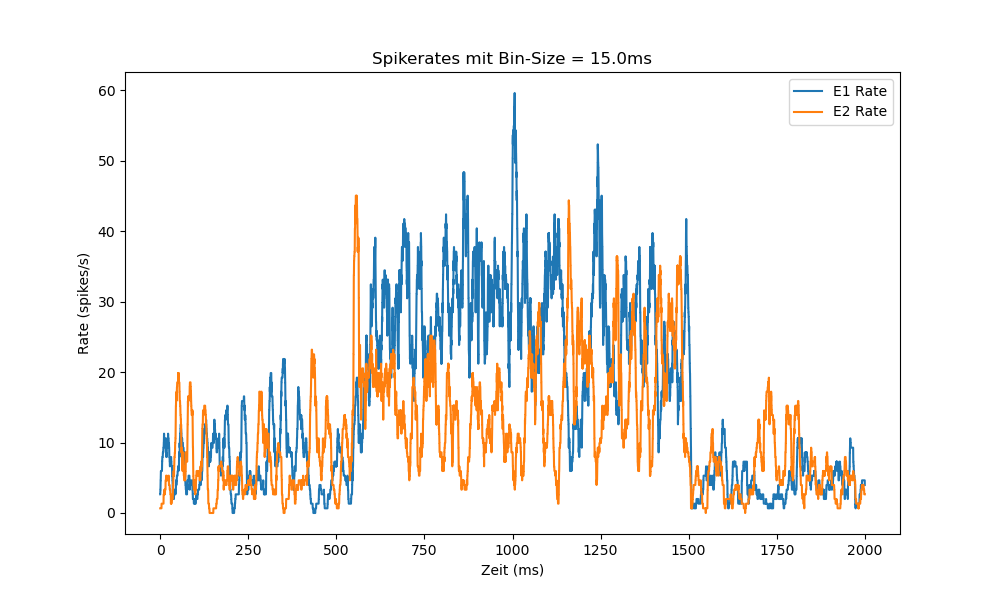 Spikerates mit Bin-Size = 15.0ms
E1 Rate
E2 Rate
Rate (spikes/s)
60
50
40
30
20
10
0
0 250 500 750 1000 1250 1500 1750 2000
Zeit (ms)